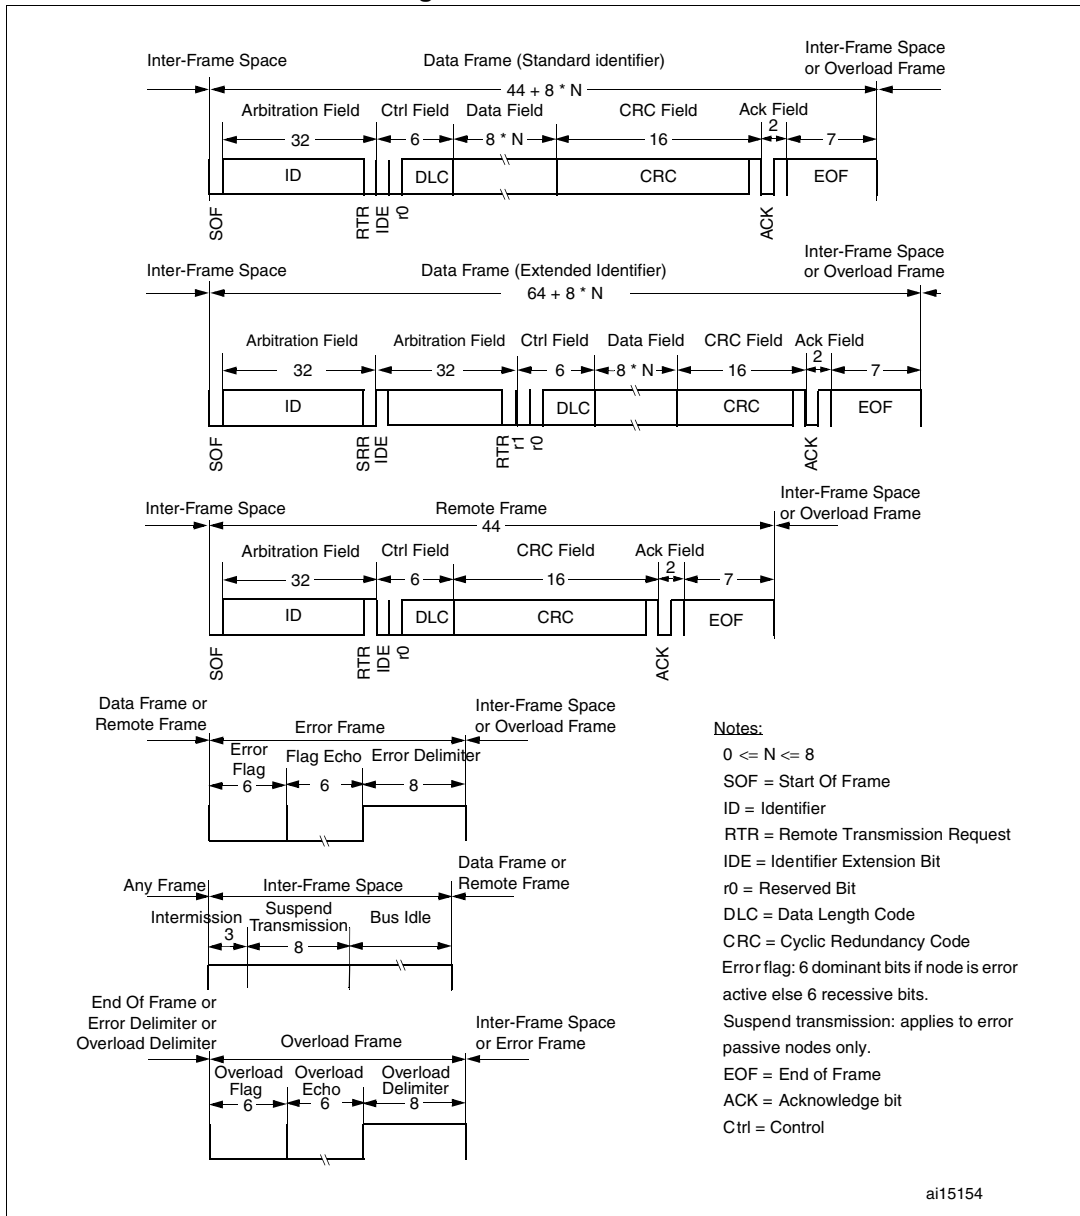 Inter-Frame Space
Data Frame (Standard identifier)
Inter-Frame Space
or Overload Frame
44 + 8 * N
Arbitration Field
Ctrl Field
Data Field
CRC Field
Ack Field
32
6
8 * N
16
2
7
ID
DLC
CRC
EOF
SOF
RTR
IDE
r0
ACK
Inter-Frame Space
Data Frame (Extended Identifier)
Inter-Frame Space
or Overload Frame
64 + 8 * N
Arbitration Field
Arbitration Field
Ctrl Field
Data Field
CRC Field
Ack Field
32
32
6
8 * N
16
2
7
ID
DLC
CRC
EOF
SOF
SRR
IDE
RTR
r1
r0
ACK
Inter-Frame Space
Remote Frame
Inter-Frame Space
or Overload Frame
44
Arbitration Field
Ctrl Field
CRC Field
Ack Field
32
6
16
2
7
ID
DLC
CRC
EOF
SOF
RTR
IDE
r0
ACK
Data Frame or
Remote Frame
Error Frame
Inter-Frame Space
or Overload Frame
Error
Flag
Flag Echo
Error Delimiter
6
6
8
Any Frame
Inter-Frame Space
Data Frame or
Remote Frame
Intermission
Suspend
Transmission
Bus Idle
3
8
End Of Frame or
Error Delimiter or
Overload Delimiter
Overload Frame
Inter-Frame Space
or Error Frame
Overload
Flag
Overload
Echo
Overload
Delimiter
6
6
8
Notes:
0 <= N <= 8
SOF = Start Of Frame
ID = Identifier
RTR = Remote Transmission Request
IDE = Identifier Extension Bit
r0 = Reserved Bit
DLC = Data Length Code
CRC = Cyclic Redundancy Code
Error flag: 6 dominant bits if node is error
active else 6 recessive bits.
Suspend transmission: applies to error
passive nodes only.
EOF = End of Frame
ACK = Acknowledge bit
Ctrl = Control
ai15154